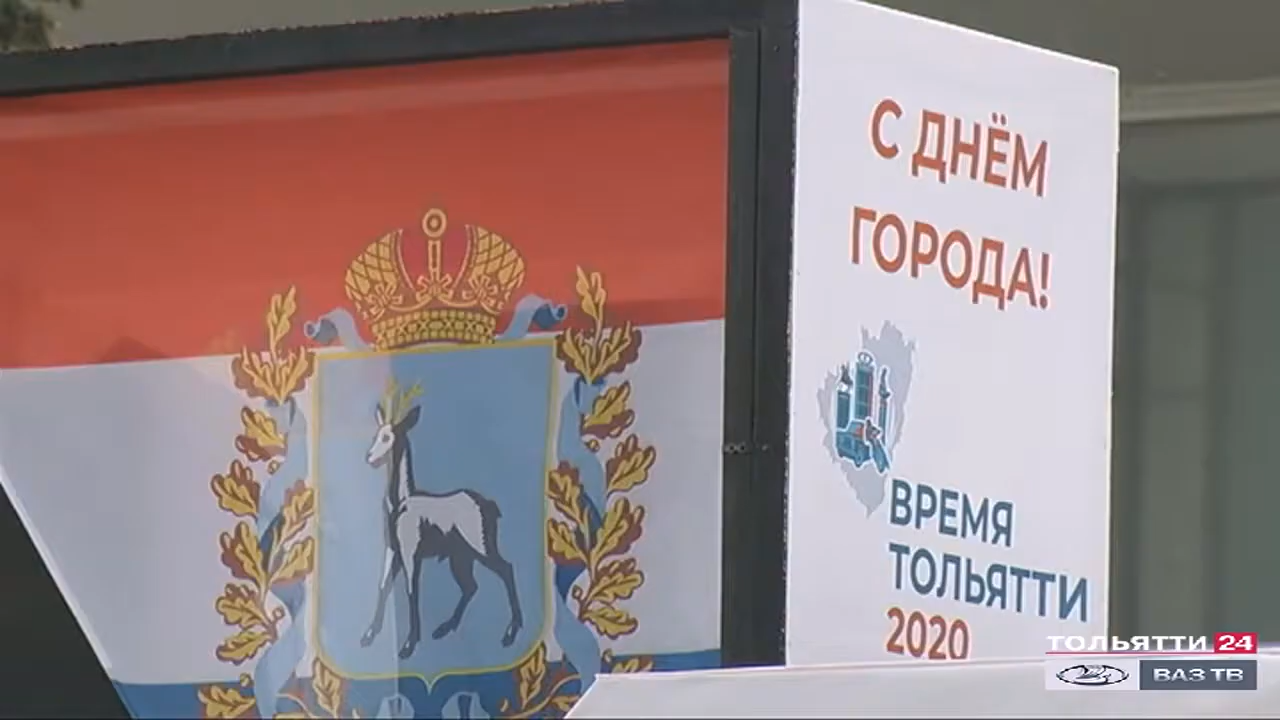 С ДНЁМ
ГОРОДА!
ВРЕМЯ
ТОЛЬЯТТИ
2020
ТОЛЬЯТТИ 24
ВАЗ ТВ